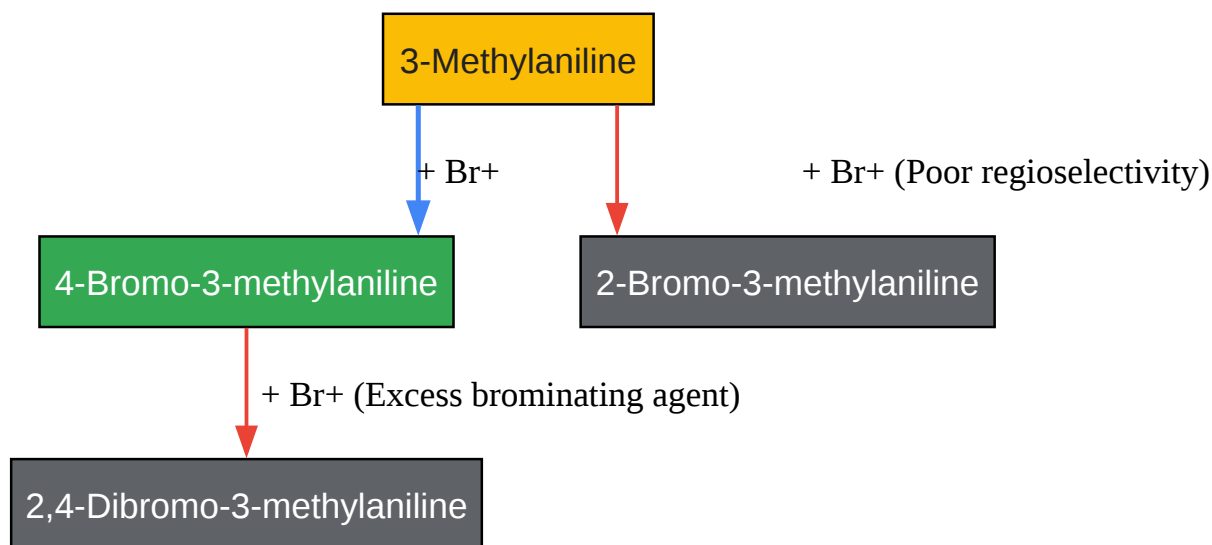 3-Methylaniline
+ Br+
+ Br+ (Poor regioselectivity)
4-Bromo-3-methylaniline
2-Bromo-3-methylaniline
+ Br+ (Excess brominating agent)
2,4-Dibromo-3-methylaniline